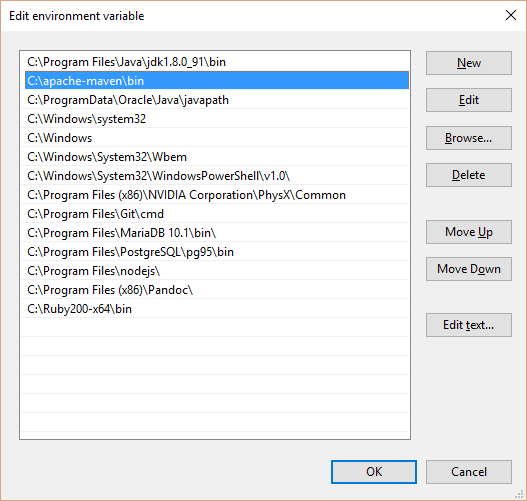 Edit environment variable
C:\Program Files\Java\jdk1.8.0_91\bin
C:\apache-maven\bin
C:\ProgramData\Oracle\Java\javapath
C:\Windows\system32
C:\Windows
C:\Windows\System32\Wbem
C:\Windows\System32\WindowsPowerShell\v1.0\
C:\Program Files (x86)\NVIDIA Corporation\PhysX\Common
C:\Program Files\Git\cmd
C:\Program Files\MariaDB 10.1\bin\
C:\Program Files\PostgreSQL\pg95\bin
C:\Program Files\nodejs\
C:\Program Files (x86)\Pandoc\
C:\Ruby200-x64\bin
New
Edit
Browse...
Delete
Move Up
Move Down
Edit text...
OK
Cancel